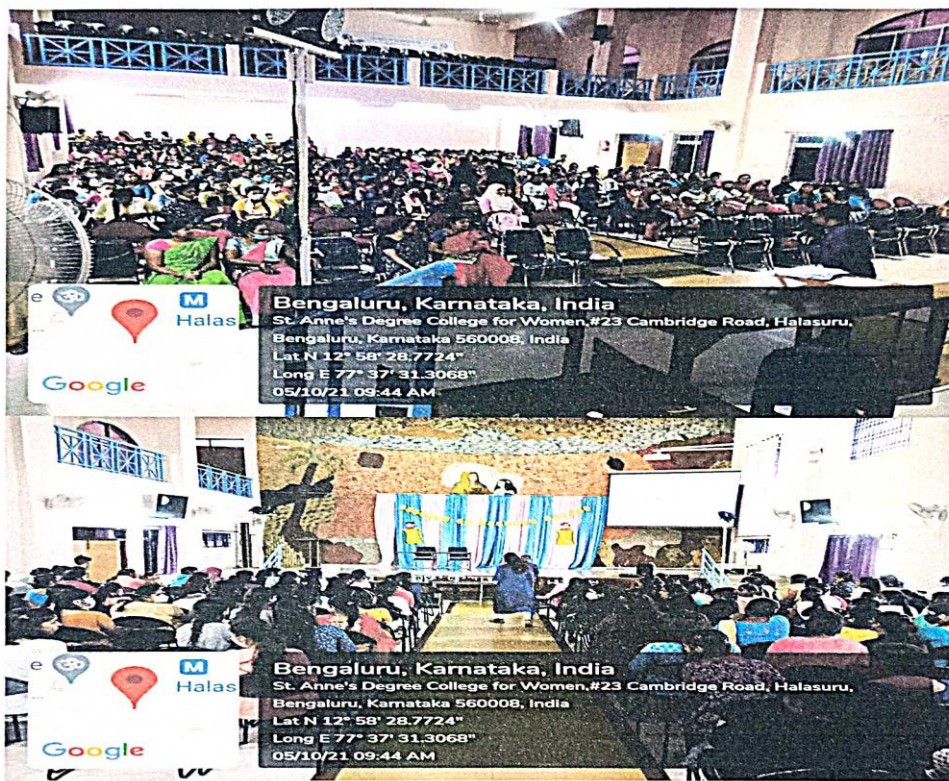 e
M
Halas
Google
Bengaluru, Karnataka, India
St. Anne's Degree College for Women,#23 Cambridge Road, Halasuru,
Bengaluru, Karnataka 560008, India
Lat N 12° 58' 28.7724"
Long E 77° 37' 31.3068"
05/10/21 09:44 AM
e
M
Halas
Google
Bengaluru, Karnataka, India
St. Anne's Degree College for Women,#23 Cambridge Road, Halasuru,
Bengaluru, Karnataka 560008, India
Lat N 12° 58' 28.7724"
Long E 77° 37' 31.3068"
05/10/21 09:44 AM